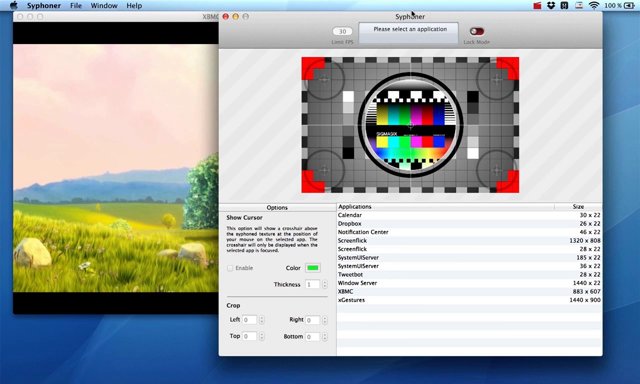 Syphoner File Window Help 100 %
XBMC
Syphoner
30
Limit FPS
Please select an application
Lock Mode
SIGMASIX
Options
Show Cursor
This option will show a crosshair above
the syphoned texture at the position of
your mouse on the selected app. The
crosshair will only be displayed when the
selected app is focused.
Enable Color
Thickness 1
Crop
Left 0 Right 0
Top 0 Bottom 0
Applications Size
Calendar 30 x 22
Dropbox 26 x 22
Notification Center 46 x 22
Screenflick 1320 x 808
Screenflick 28 x 22
SystemUIServer 185 x 22
SystemUIServer 36 x 22
Tweetbot 28 x 22
Window Server 1440 x 22
XBMC 883 x 607
xGestures 1440 x 900